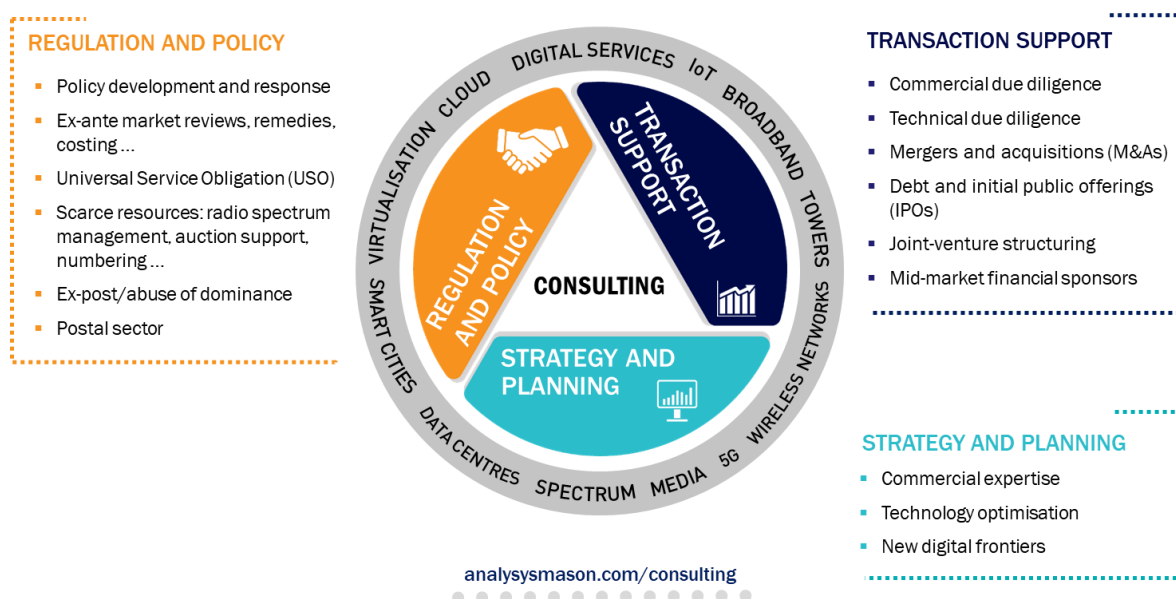 REGULATION AND POLICY
▪ Policy development and response
▪ Ex-ante market reviews, remedies,
costing ...
▪ Universal Service Obligation (USO)
▪ Scarce resources: radio spectrum
management, auction support,
numbering ...
▪ Ex-post/abuse of dominance
▪ Postal sector
VIRTUALISATION
CLOUD
DIGITAL SERVICES
IoT
BROADBAND
TOWERS
WIRELESS NETWORKS
5G
MEDIA
SPECTRUM
DATA CENTRES
SMART CITIES
REGULATION
AND POLICY
TRANSACTION
SUPPORT
CONSULTING
STRATEGY AND
PLANNING
TRANSACTION SUPPORT
▪ Commercial due diligence
▪ Technical due diligence
▪ Mergers and acquisitions (M&As)
▪ Debt and initial public offerings
(IPOs)
▪ Joint-venture structuring
▪ Mid-market financial sponsors
STRATEGY AND PLANNING
▪ Commercial expertise
▪ Technology optimisation
▪ New digital frontiers
analysysmason.com/consulting